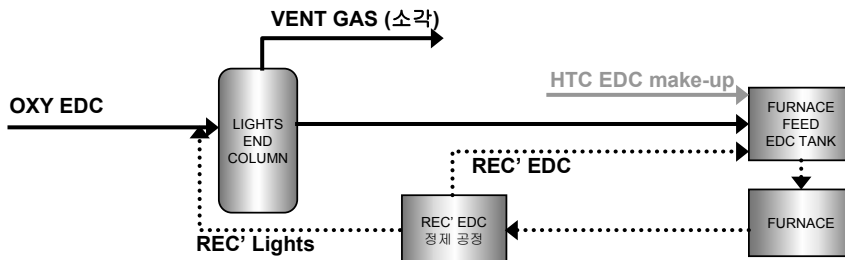 VENT GAS (소각)
HTC EDC make-up
OXY EDC
LIGHTS
END
COLUMN
FURNACE
FEED
EDC TANK
REC' EDC
REC' EDC
정제 공정
FURNACE
REC' Lights